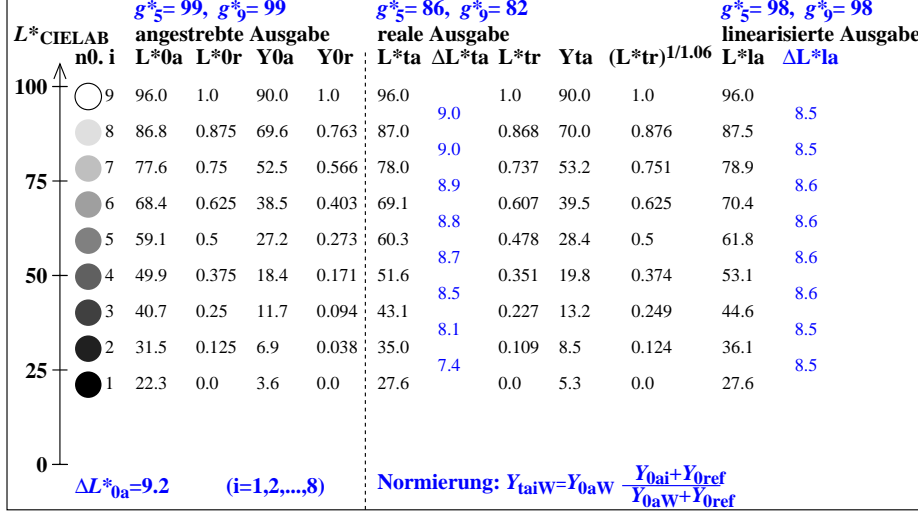 g*5= 99, g*9= 99 g*5= 86, g*9= 82 g*5= 98, g*9= 98
L*CIELAB angestrebte Ausgabe reale Ausgabe linearisierte Ausgabe
n0. i L*0a L*0r Y0a Y0r L*ta ΔL*ta L*tr Yta (L*tr)1/1.06 L*la ΔL*la
100 9 96.0 1.0 90.0 1.0 96.0 1.0 90.0 1.0 96.0
9.0 8.5
8 86.8 0.875 69.6 0.763 87.0 0.868 70.0 0.876 87.5
9.0 8.5
7 77.6 0.75 52.5 0.566 78.0 0.737 53.2 0.751 78.9
75 8.9 8.6
6 68.4 0.625 38.5 0.403 69.1 0.607 39.5 0.625 70.4
8.8 8.6
5 59.1 0.5 27.2 0.273 60.3 0.478 28.4 0.5 61.8
8.7 8.6
50 4 49.9 0.375 18.4 0.171 51.6 0.351 19.8 0.374 53.1
8.5 8.6
3 40.7 0.25 11.7 0.094 43.1 0.227 13.2 0.249 44.6
8.1 8.5
2 31.5 0.125 6.9 0.038 35.0 0.109 8.5 0.124 36.1
25 7.4 8.5
1 22.3 0.0 3.6 0.0 27.6 0.0 5.3 0.0 27.6
0
ΔL*0a=9.2 (i=1,2,...,8) Normierung: YtaiW=Y0aW Y0ai+Y0ref
Y0aW+Y0ref